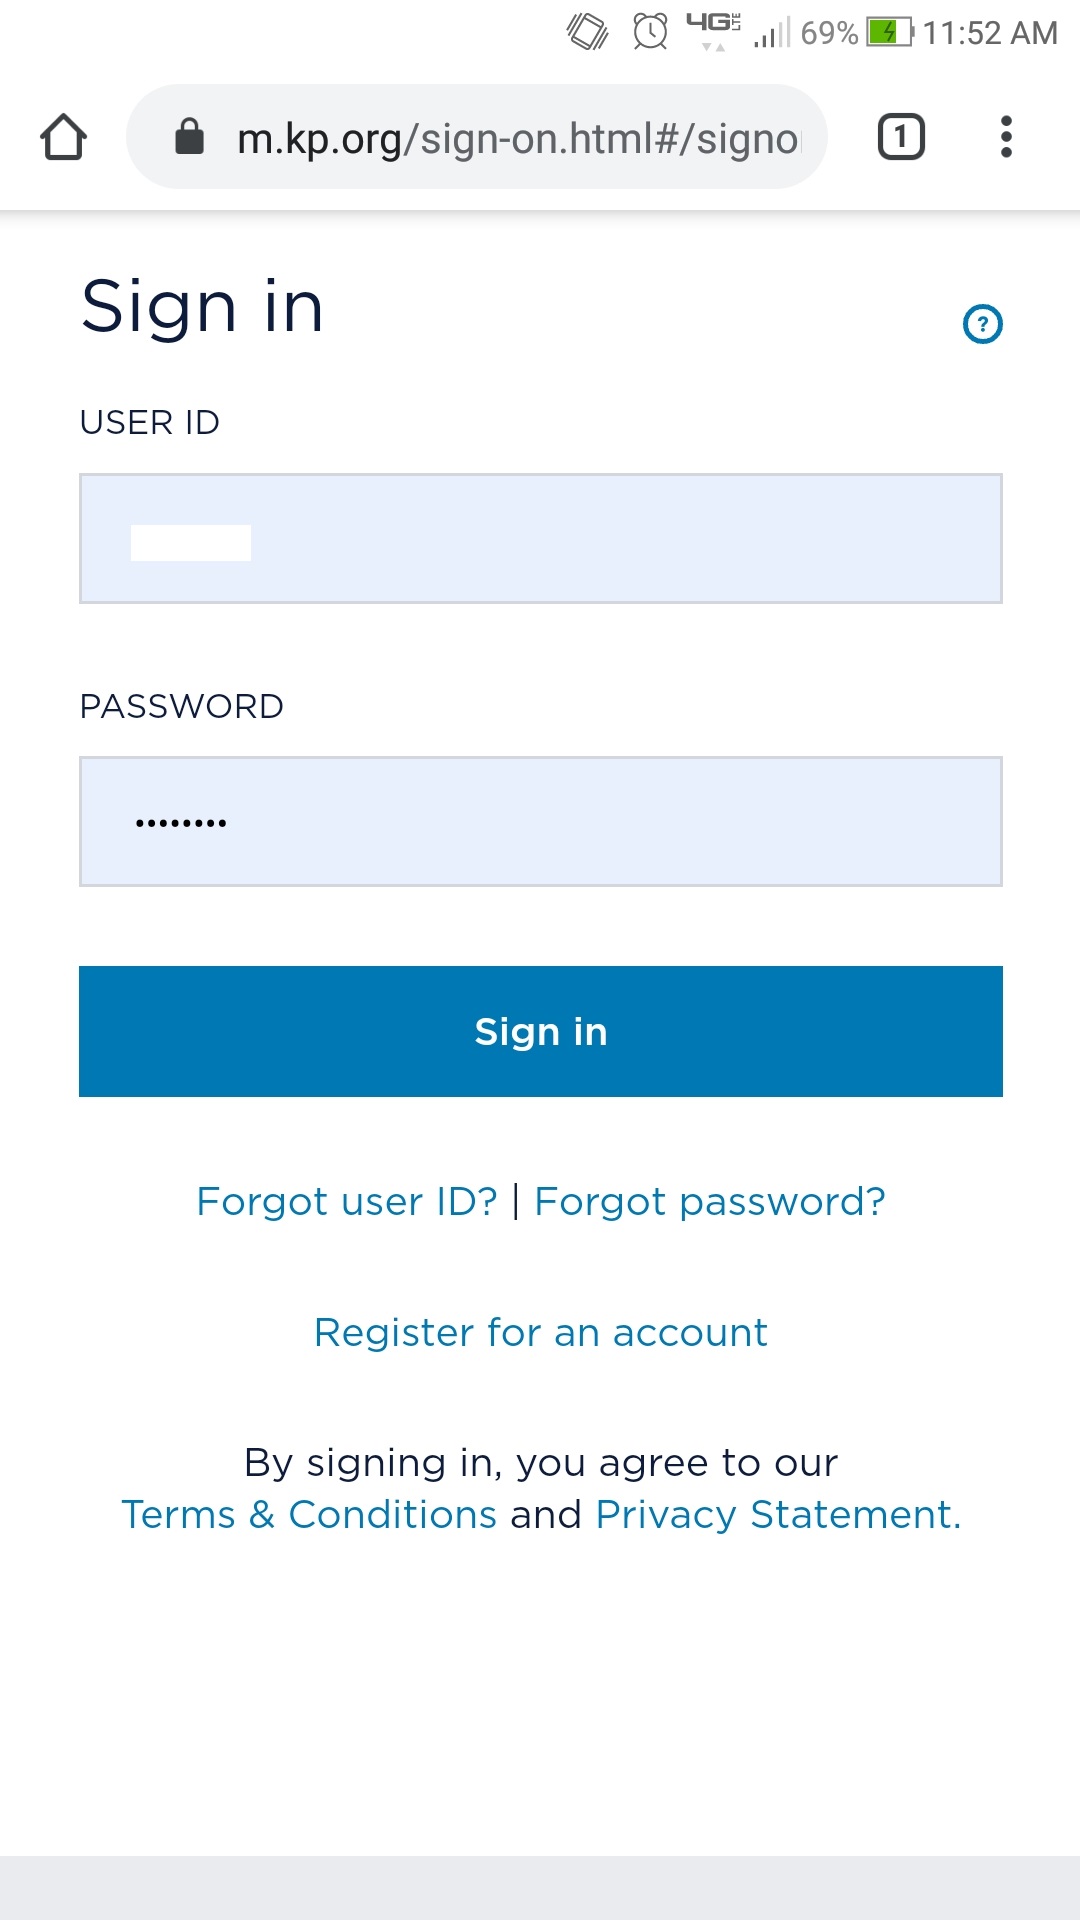 4G LTE 69% 11:52 AM
m.kp.org/sign-on.html#/signo
1
Sign in
?
USER ID
PASSWORD
••••••••
Sign in
Forgot user ID? | Forgot password?
Register for an account
By signing in, you agree to our
Terms & Conditions and Privacy Statement.